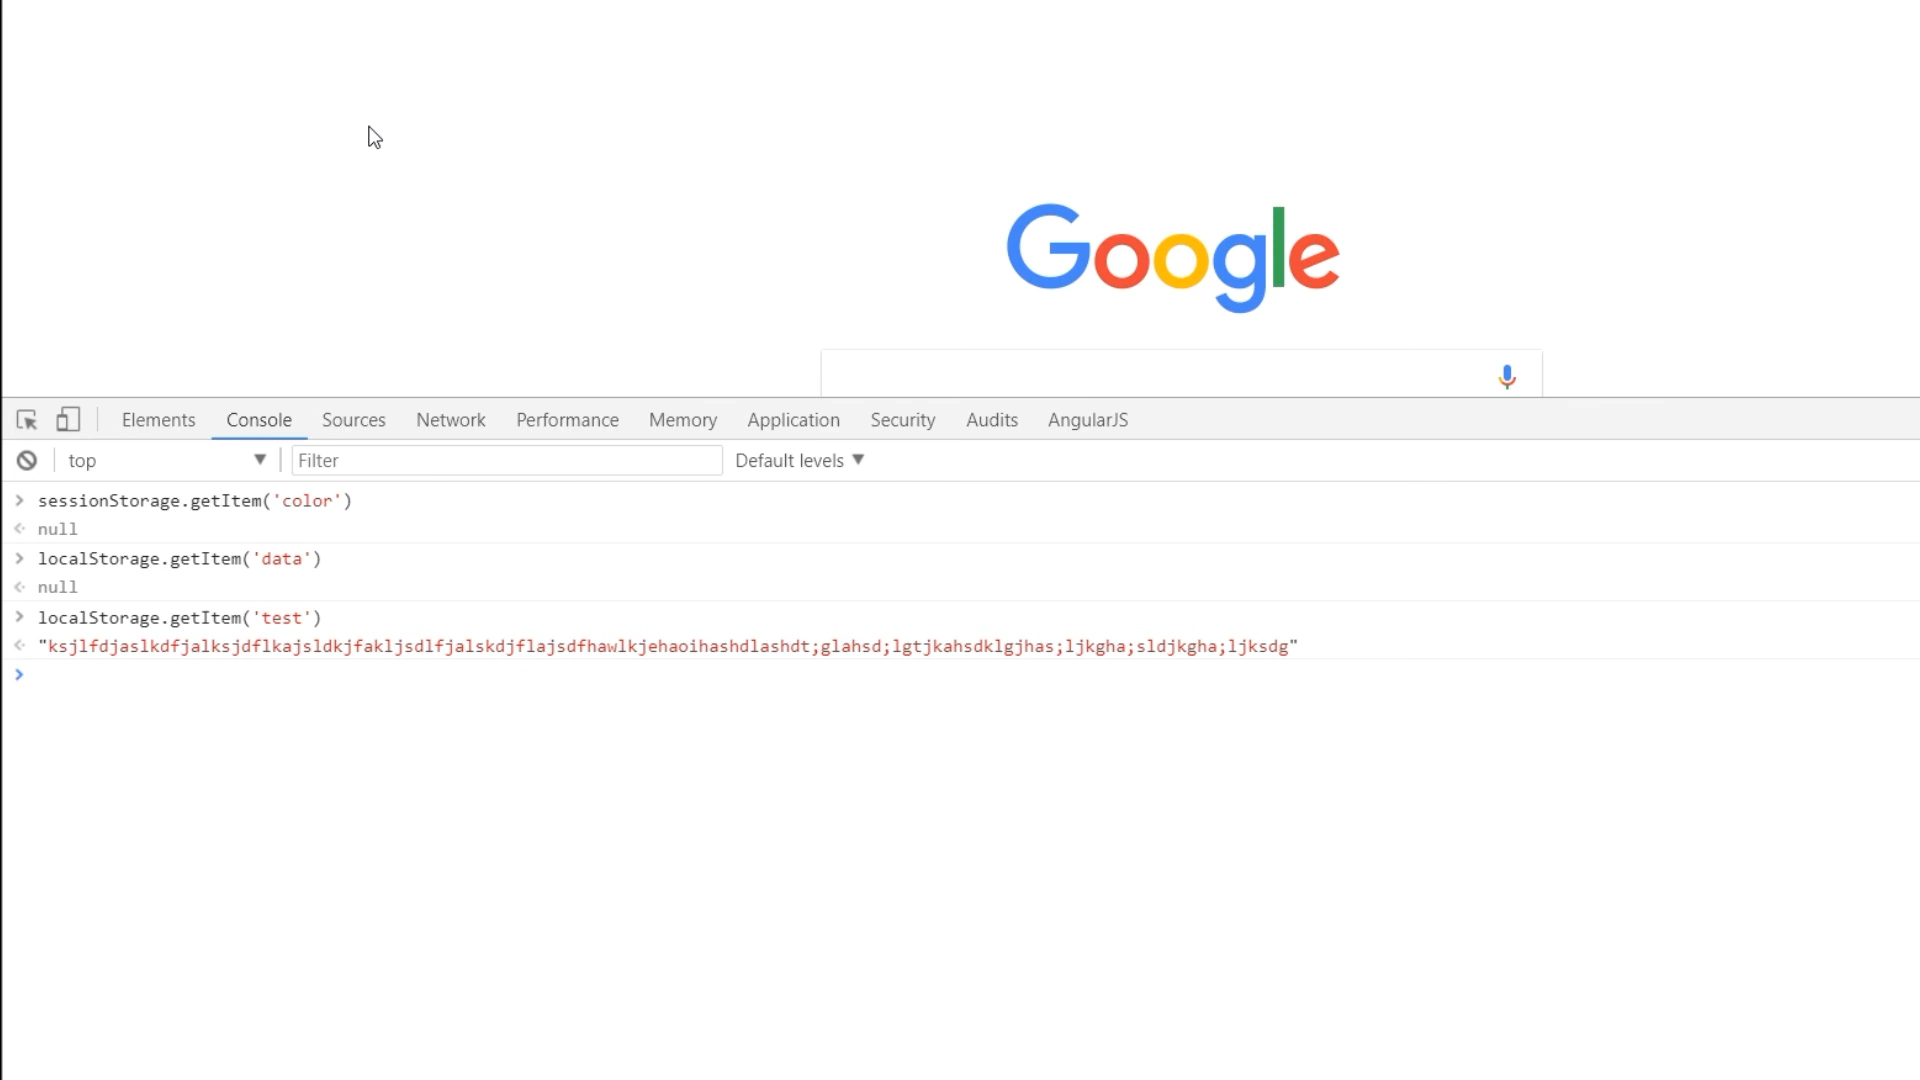 Google
Elements Console Sources Network Performance Memory Application Security Audits AngularJS
top Filter Default levels
sessionStorage.getItem('color')
null
localStorage.getItem('data')
null
localStorage.getItem('test')
"ksjlfdjaslkdfjalksjdflkajsldkjfakljsdlfjalskdjflajsdfhawlkjehaoihashdlashdt;glahsd;lgtjkahsdklgjhas;ljkgha;sldjkgha;ljksdg"